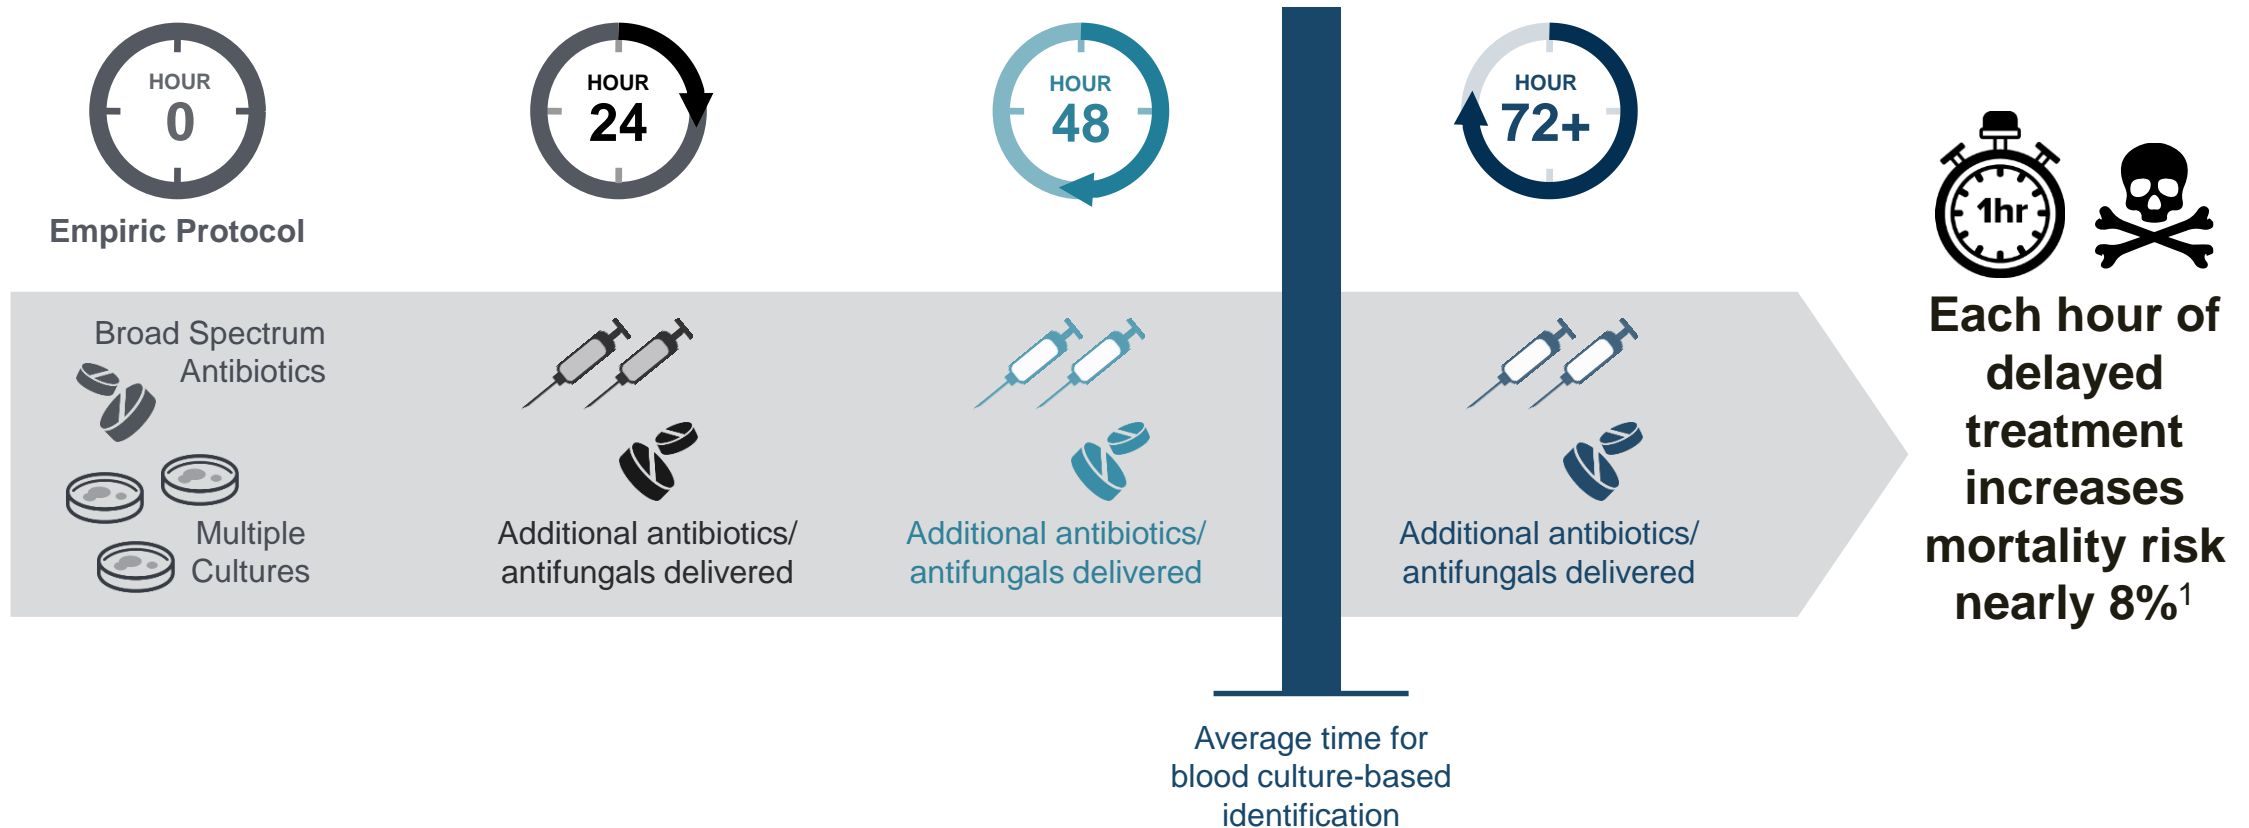 HOUR
0
Empiric Protocol
HOUR
24
HOUR
48
HOUR
72+
Broad Spectrum
Antibiotics
Multiple
Cultures
Additional antibiotics/
antifungals delivered
Additional antibiotics/
antifungals delivered
Additional antibiotics/
antifungals delivered
Average time for
blood culture-based
identification
1hr
Each hour of
delayed
treatment
increases
mortality risk
nearly 8%¹